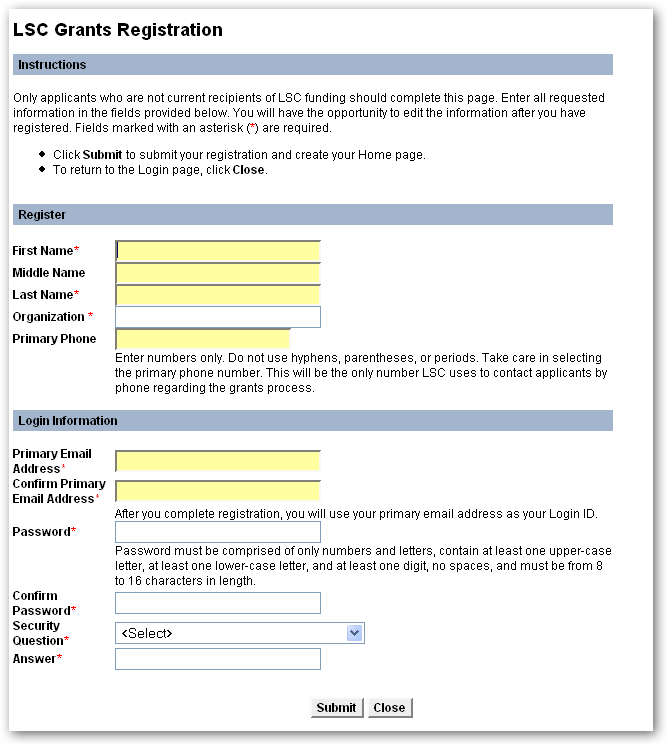 LSC Grants Registration
Instructions
Only applicants who are not current recipients of LSC funding should complete this page. Enter all requested
information in the fields provided below. You will have the opportunity to edit the information after you have
registered. Fields marked with an asterisk (*) are required.
Click Submit to submit your registration and create your Home page.
To return to the Login page, click Close.
Register
First Name*
Middle Name
Last Name*
Organization *
Primary Phone
Enter numbers only. Do not use hyphens, parentheses, or periods. Take care in selecting
the primary phone number. This will be the only number LSC uses to contact applicants by
phone regarding the grants process.
Login Information
Primary Email
Address*
Confirm Primary
Email Address*
After you complete registration, you will use your primary email address as your Login ID.
Password*
Password must be comprised of only numbers and letters, contain at least one upper-case
letter, at least one lower-case letter, and at least one digit, no spaces, and must be from 8
to 16 characters in length.
Confirm
Password*
Security
Question*
<Select>
Answer*
Submit Close